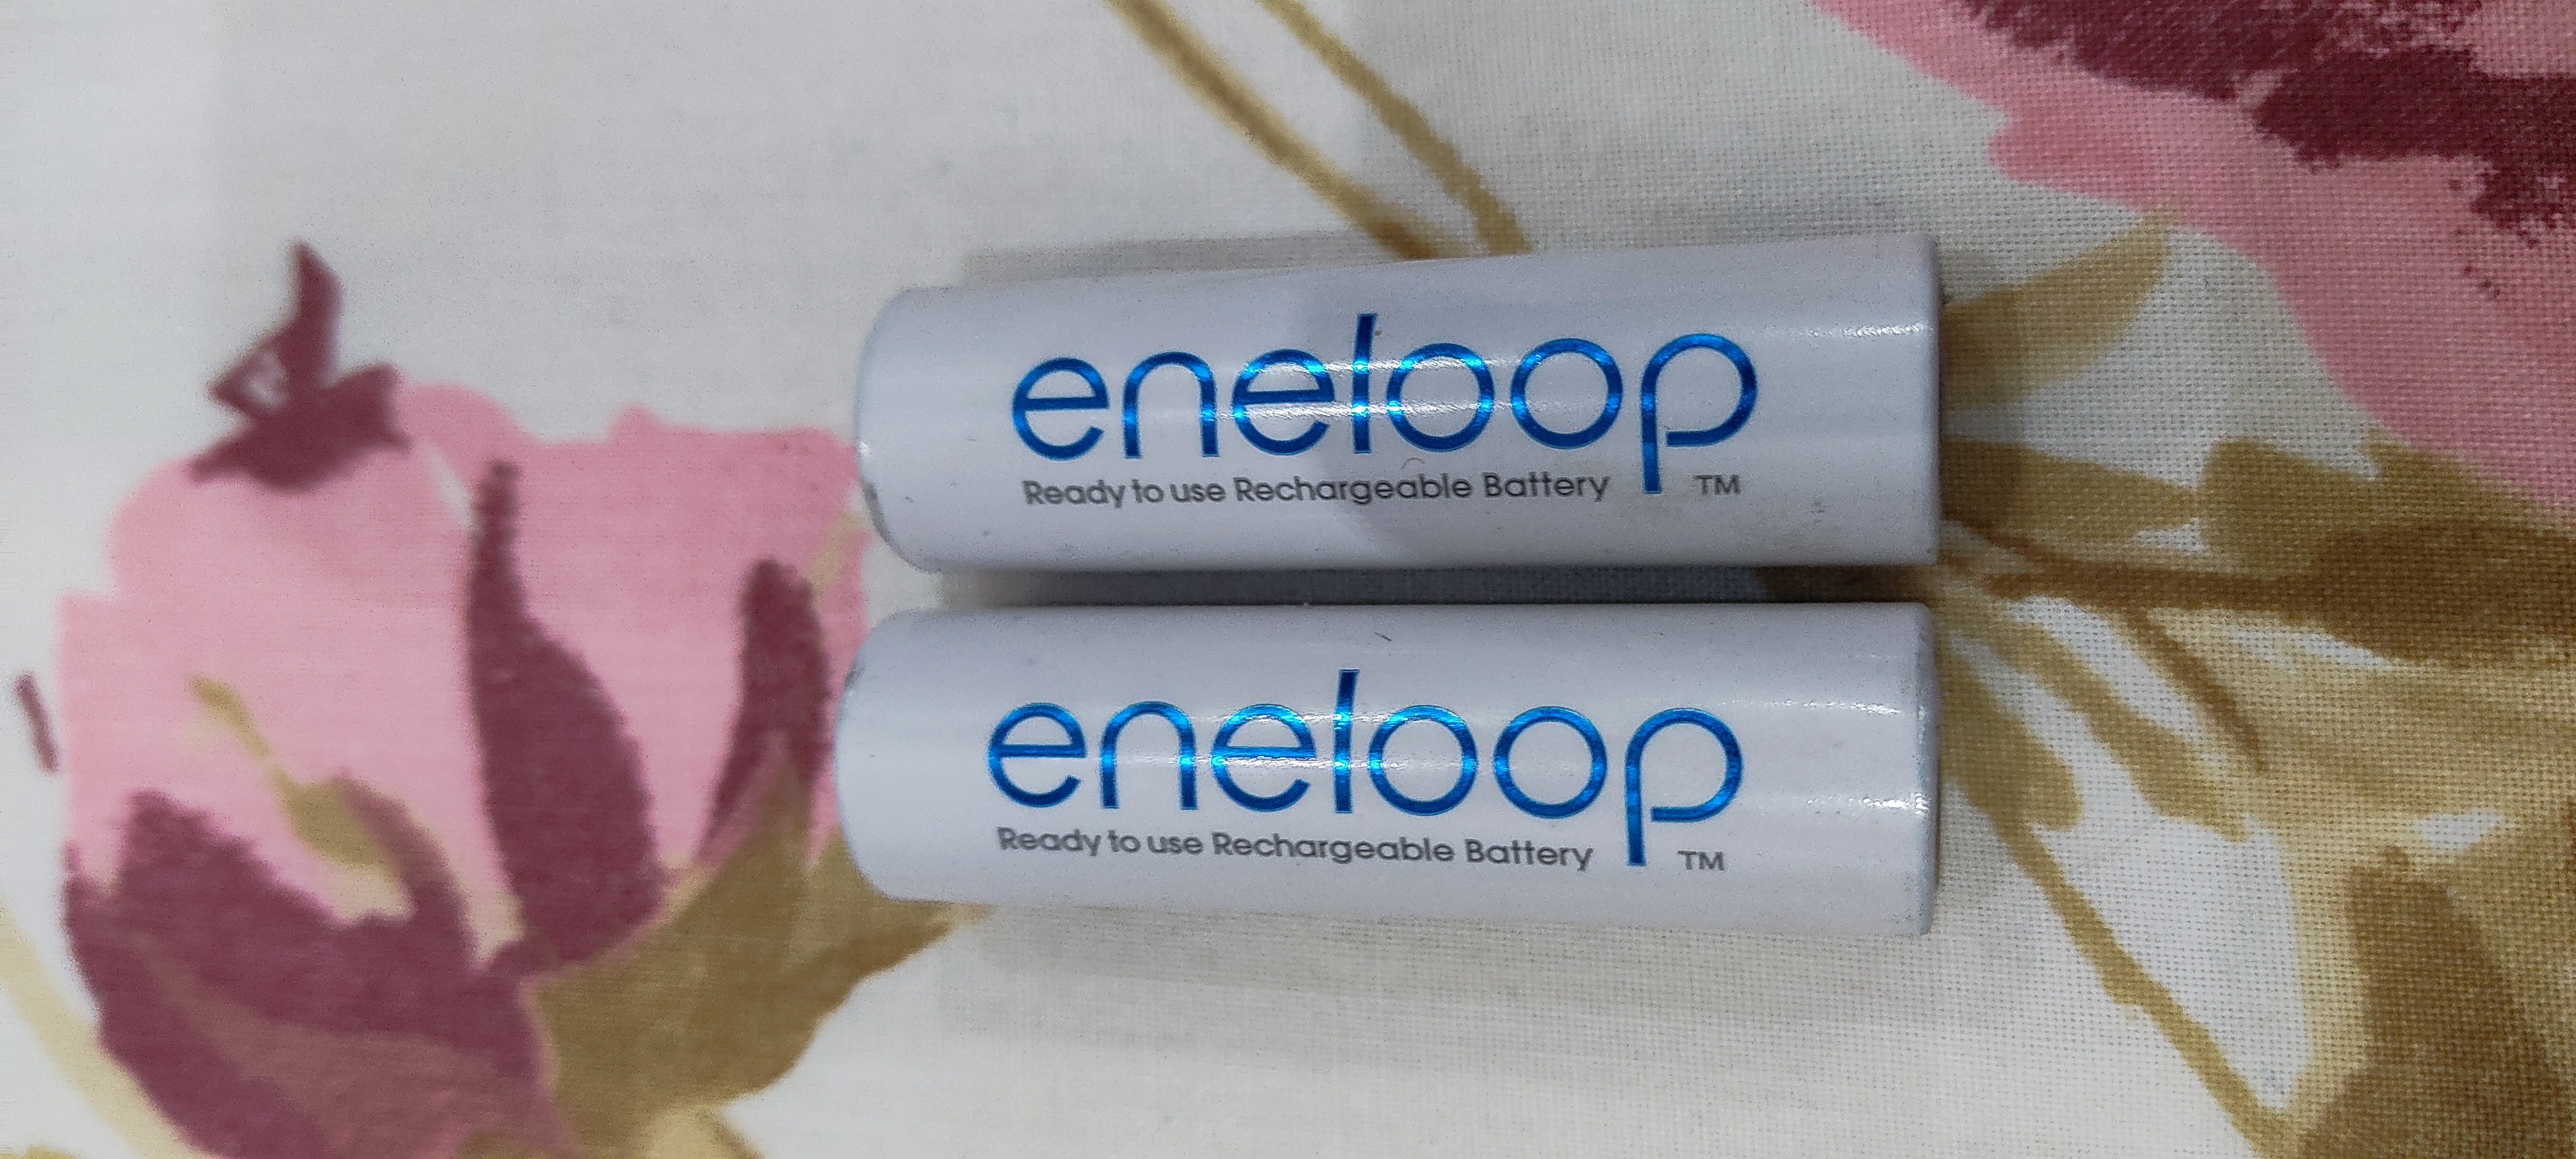 eneloop
Ready to use Rechargeable Battery TM
eneloop
Ready to use Rechargeable Battery TM